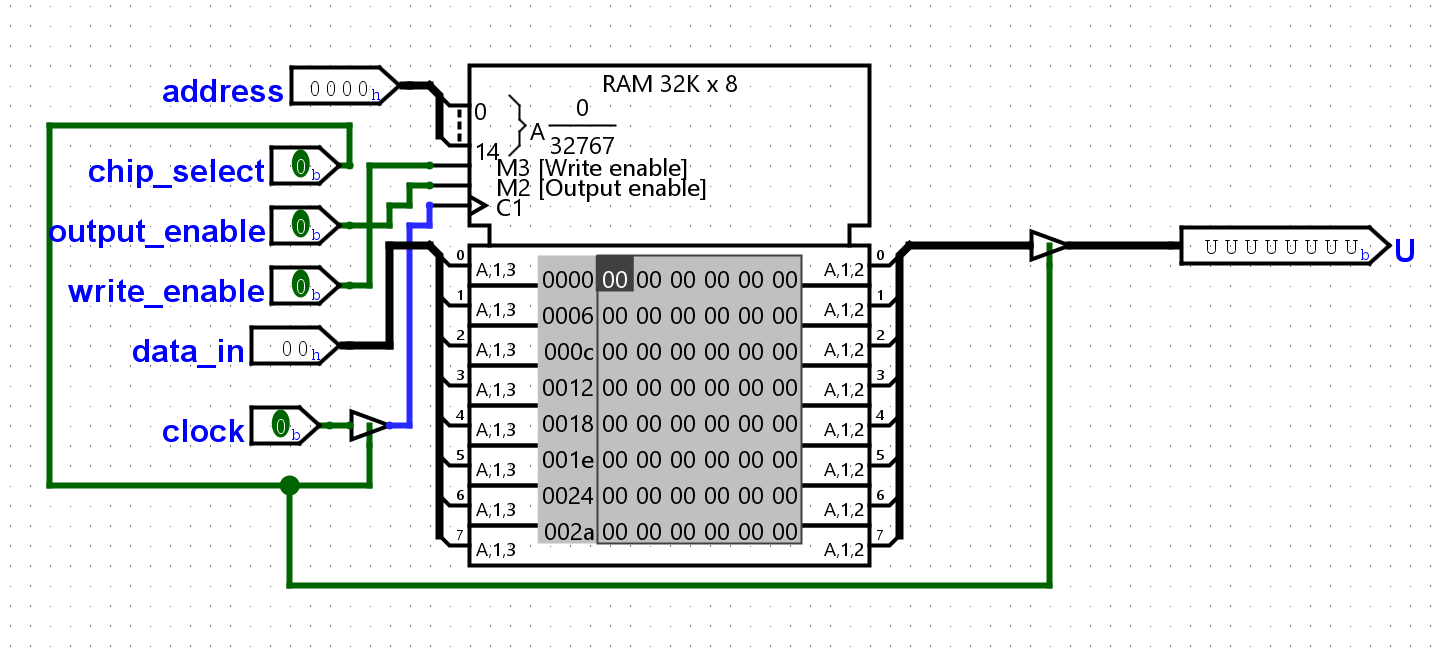 RAM 32K x 8
address 0000h
0
0
A
32767
14
chip_select 0b
M3 [Write enable]
M2 [Output enable]
C1
output_enable 0b
write_enable 0b
data_in 00h
clock 0b
UUUUUUUUb U
0 A,1,3 0000 00 00 00 00 00 00 A,1,2 0
1 A,1,3 0006 00 00 00 00 00 00 A,1,2 1
2 A,1,3 000c 00 00 00 00 00 00 A,1,2 2
3 A,1,3 0012 00 00 00 00 00 00 A,1,2 3
4 A,1,3 0018 00 00 00 00 00 00 A,1,2 4
5 A,1,3 001e 00 00 00 00 00 00 A,1,2 5
6 A,1,3 0024 00 00 00 00 00 00 A,1,2 6
7 A,1,3 002a 00 00 00 00 00 00 A,1,2 7